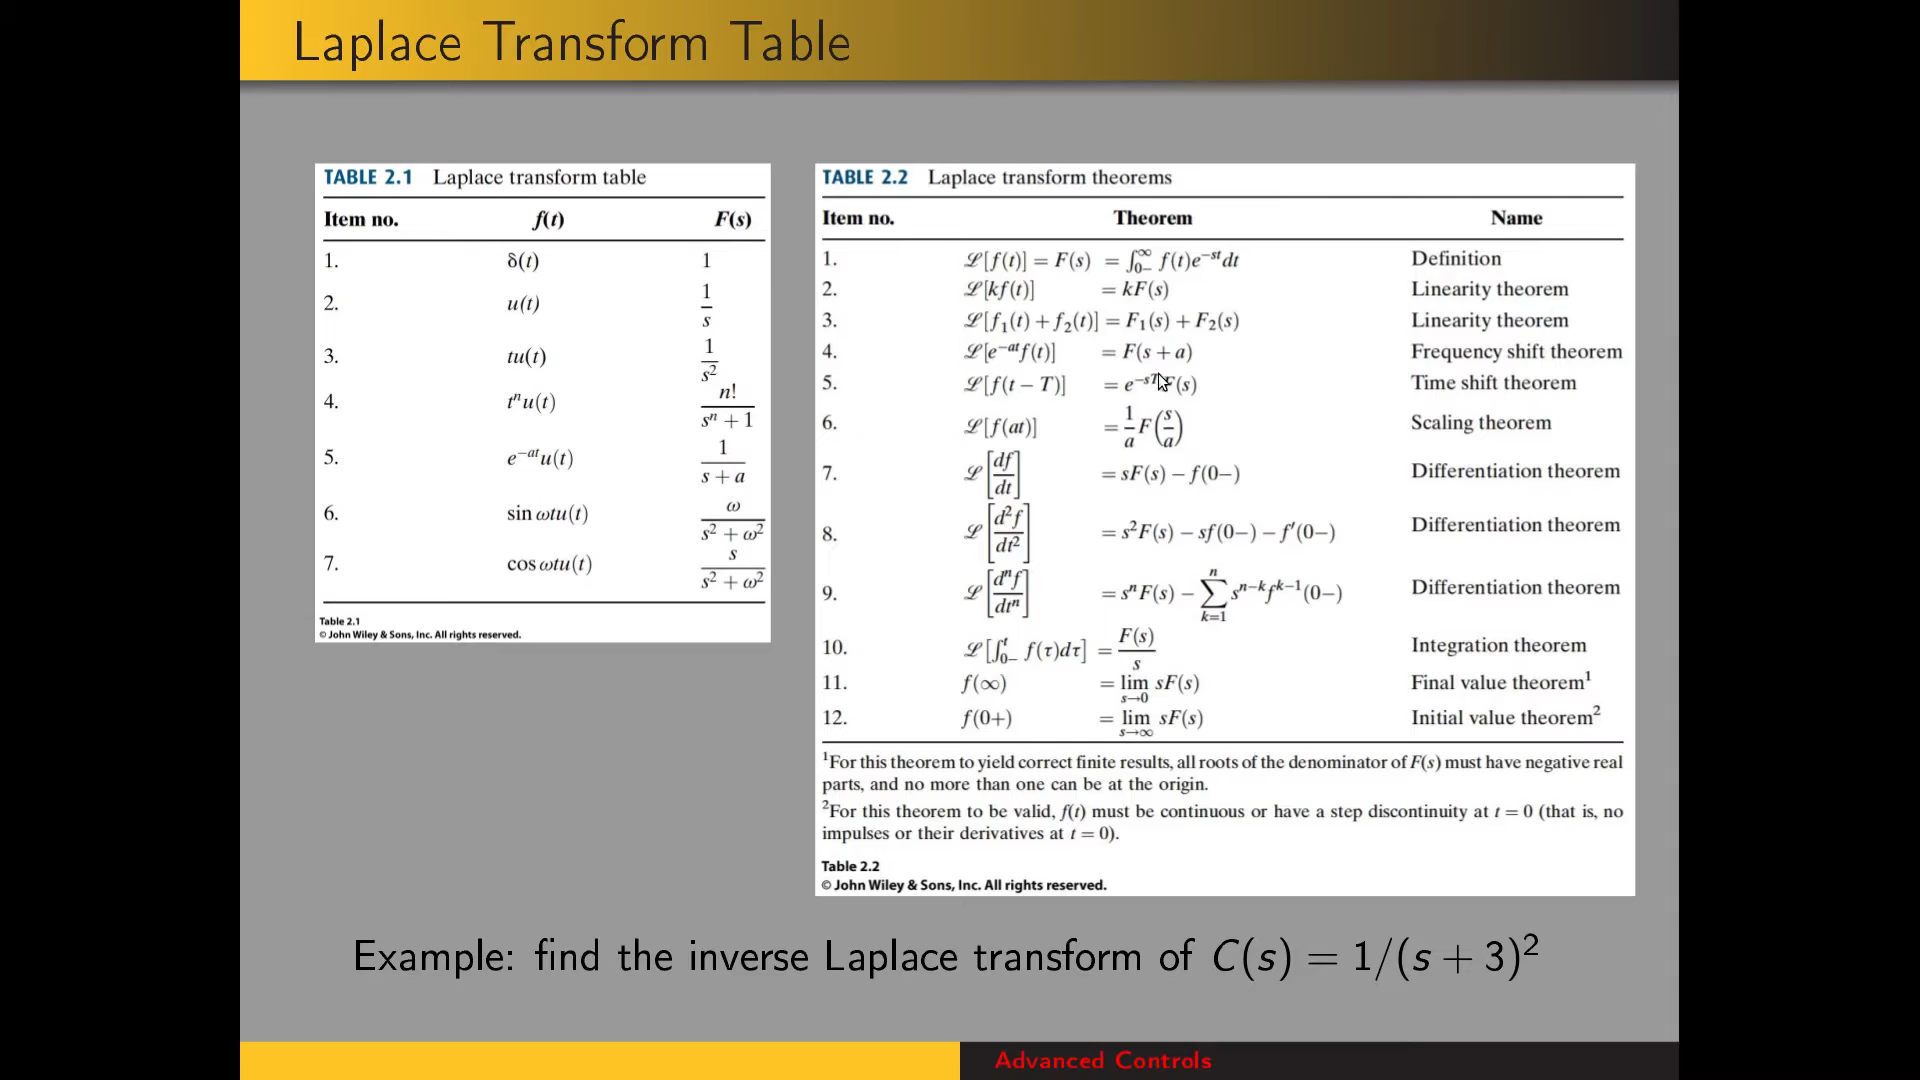 Laplace Transform Table
TABLE 2.1 Laplace transform table
Item no. f(t) F(s)
1. δ(t) 1
2. u(t) 1/s
3. tu(t) 1/s²
4. tⁿu(t) n!/(sⁿ + 1)
5. e⁻ᵃᵗu(t) 1/(s + a)
6. sin ωtu(t) ω/(s² + ω²)
7. cos ωtu(t) s/(s² + ω²)
Table 2.1
© John Wiley & Sons, Inc. All rights reserved.
TABLE 2.2 Laplace transform theorems
Item no. Theorem Name
1. ℒ[f(t)] = F(s) = ∫₀₋^∞ f(t)e^−st dt Definition
2. ℒ[kf(t)] = kF(s) Linearity theorem
3. ℒ[f₁(t) + f₂(t)] = F₁(s) + F₂(s) Linearity theorem
4. ℒ[e^−at f(t)] = F(s + a) Frequency shift theorem
5. ℒ[f(t − T)] = e^−sT F(s) Time shift theorem
6. ℒ[f(at)] = 1/a F(s/a) Scaling theorem
7. ℒ[df/dt] = sF(s) − f(0−) Differentiation theorem
8. ℒ[d²f/dt²] = s²F(s) − sf(0−) − f′(0−) Differentiation theorem
9. ℒ[dⁿf/dtⁿ] = sⁿF(s) − ∑_{k=1}^{n} s^{n−k} f^{k−1}(0−) Differentiation theorem
10. ℒ[∫₀₋^t f(τ)dτ] = F(s)/s Integration theorem
11. f(∞) = lim_{s→0} sF(s) Final value theorem¹
12. f(0+) = lim_{s→∞} sF(s) Initial value theorem²
¹For this theorem to yield correct finite results, all roots of the denominator of F(s) must have negative real
parts, and no more than one can be at the origin.
²For this theorem to be valid, f(t) must be continuous or have a step discontinuity at t = 0 (that is, no
impulses or their derivatives at t = 0).
Table 2.2
© John Wiley & Sons, Inc. All rights reserved.
Example: find the inverse Laplace transform of C(s) = 1/(s + 3)²
Advanced Controls